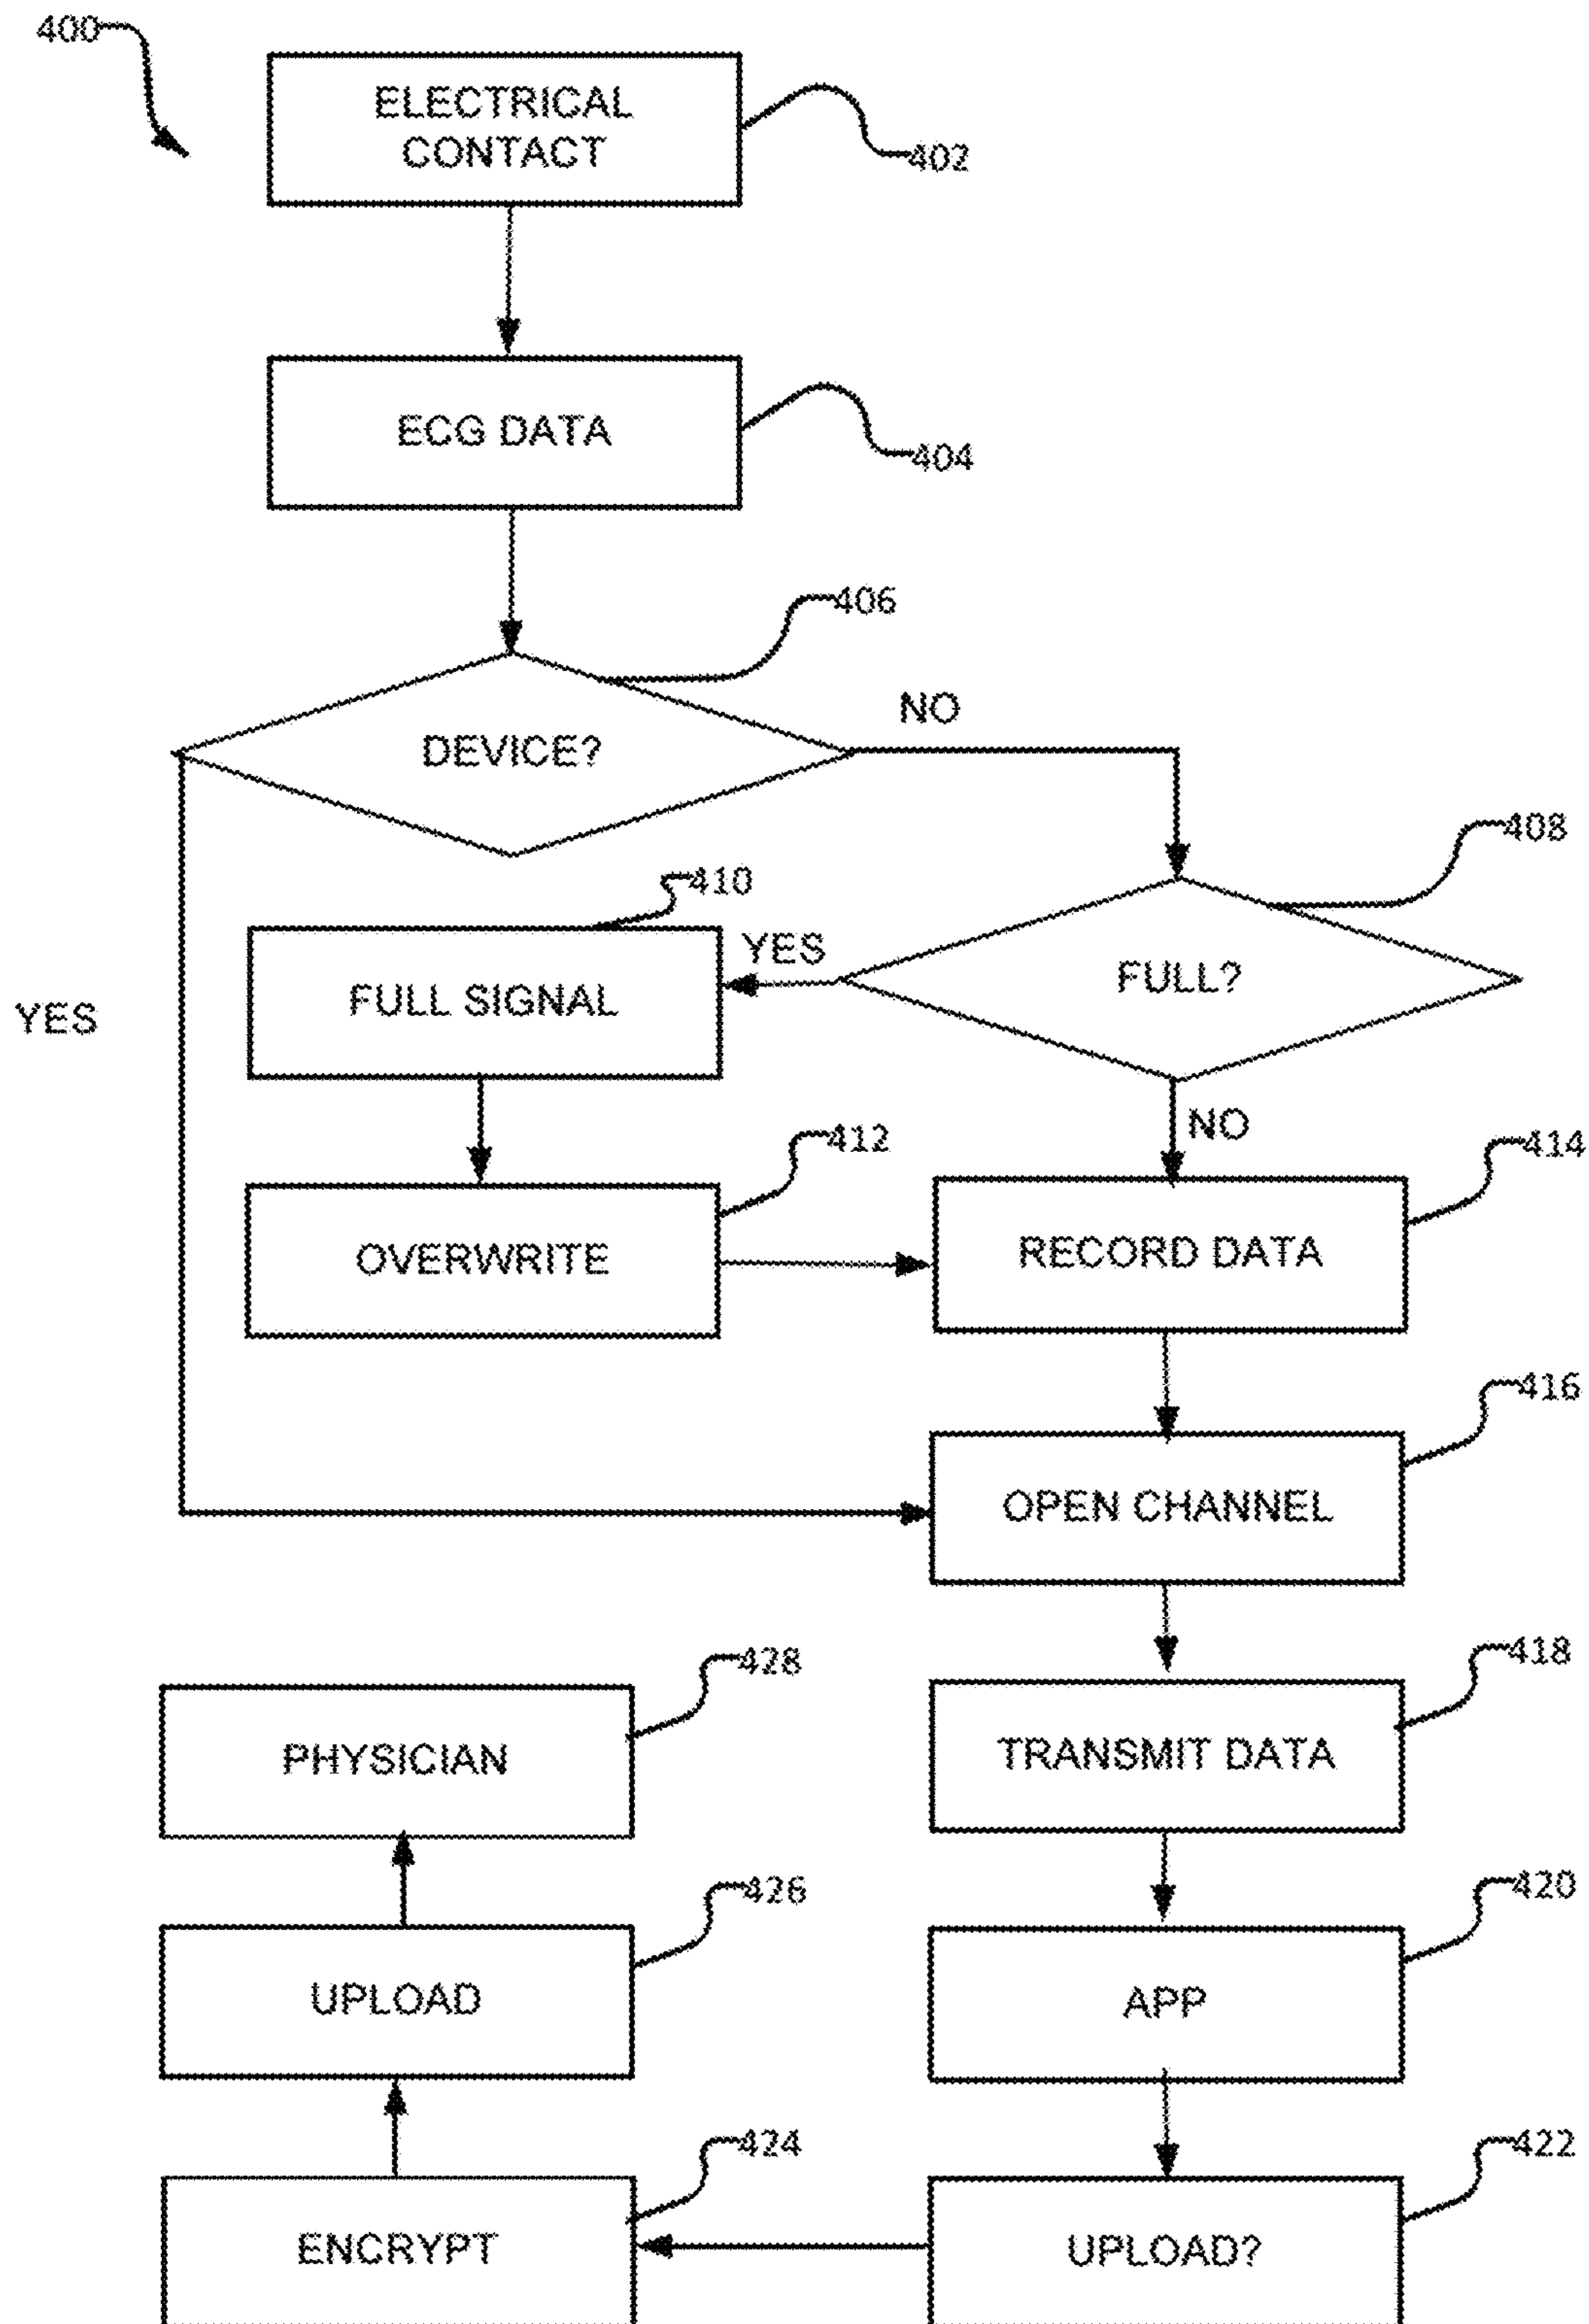 400
ELECTRICAL
CONTACT
402
ECG DATA
404
406
DEVICE?
NO
408
410
FULL SIGNAL
YES
FULL?
YES
NO
412
OVERWRITE
414
RECORD DATA
416
OPEN CHANNEL
428
PHYSICIAN
418
TRANSMIT DATA
426
UPLOAD
420
APP
424
ENCRYPT
422
UPLOAD?